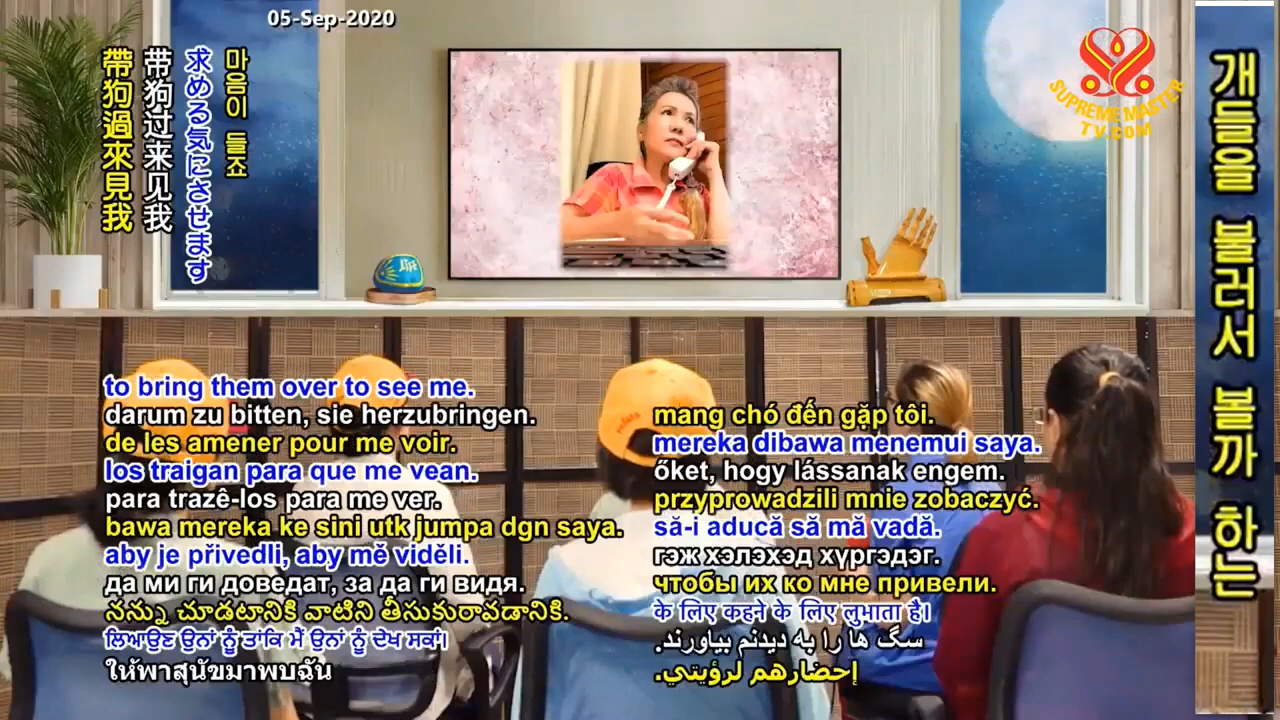 05-Sep-2020
SUPREME MASTER
TV.COM
마음이 들죠
求める気にさせます
带狗过来见我
帶狗過來見我
개들을 불러서 볼까 하는
to bring them over to see me.
darum zu bitten, sie herzubringen.
de les amener pour me voir.
los traigan para que me vean.
para trazê-los para me ver.
bawa mereka ke sini utk jumpa dgn saya.
aby je přivedli, aby mě viděli.
да ми ги доведат, за да ги видя.
నన్ను చూడటానికి వాటిని తీసుకురావడానికి.
ਲਿਆਉਣ ਉਨਾਂ ਨੂੰ ਤਾਂਕਿ ਮੈਂ ਉਨਾਂ ਨੂੰ ਦੇਖ ਸਕਾਂ।
ให้พาสุนัขมาพบฉัน
mang chó đến gặp tôi.
mereka dibawa menemui saya.
őket, hogy lássanak engem.
przyprowadzili mnie zobaczyć.
să-i aducă să mă vadă.
гэж хэлэхэд хүргэдэг.
чтобы их ко мне привели.
के लिए कहने के लिए लुभाता है।
سگ ها را به دیدنم بیاورند.
إحضارهم لرؤيتي.